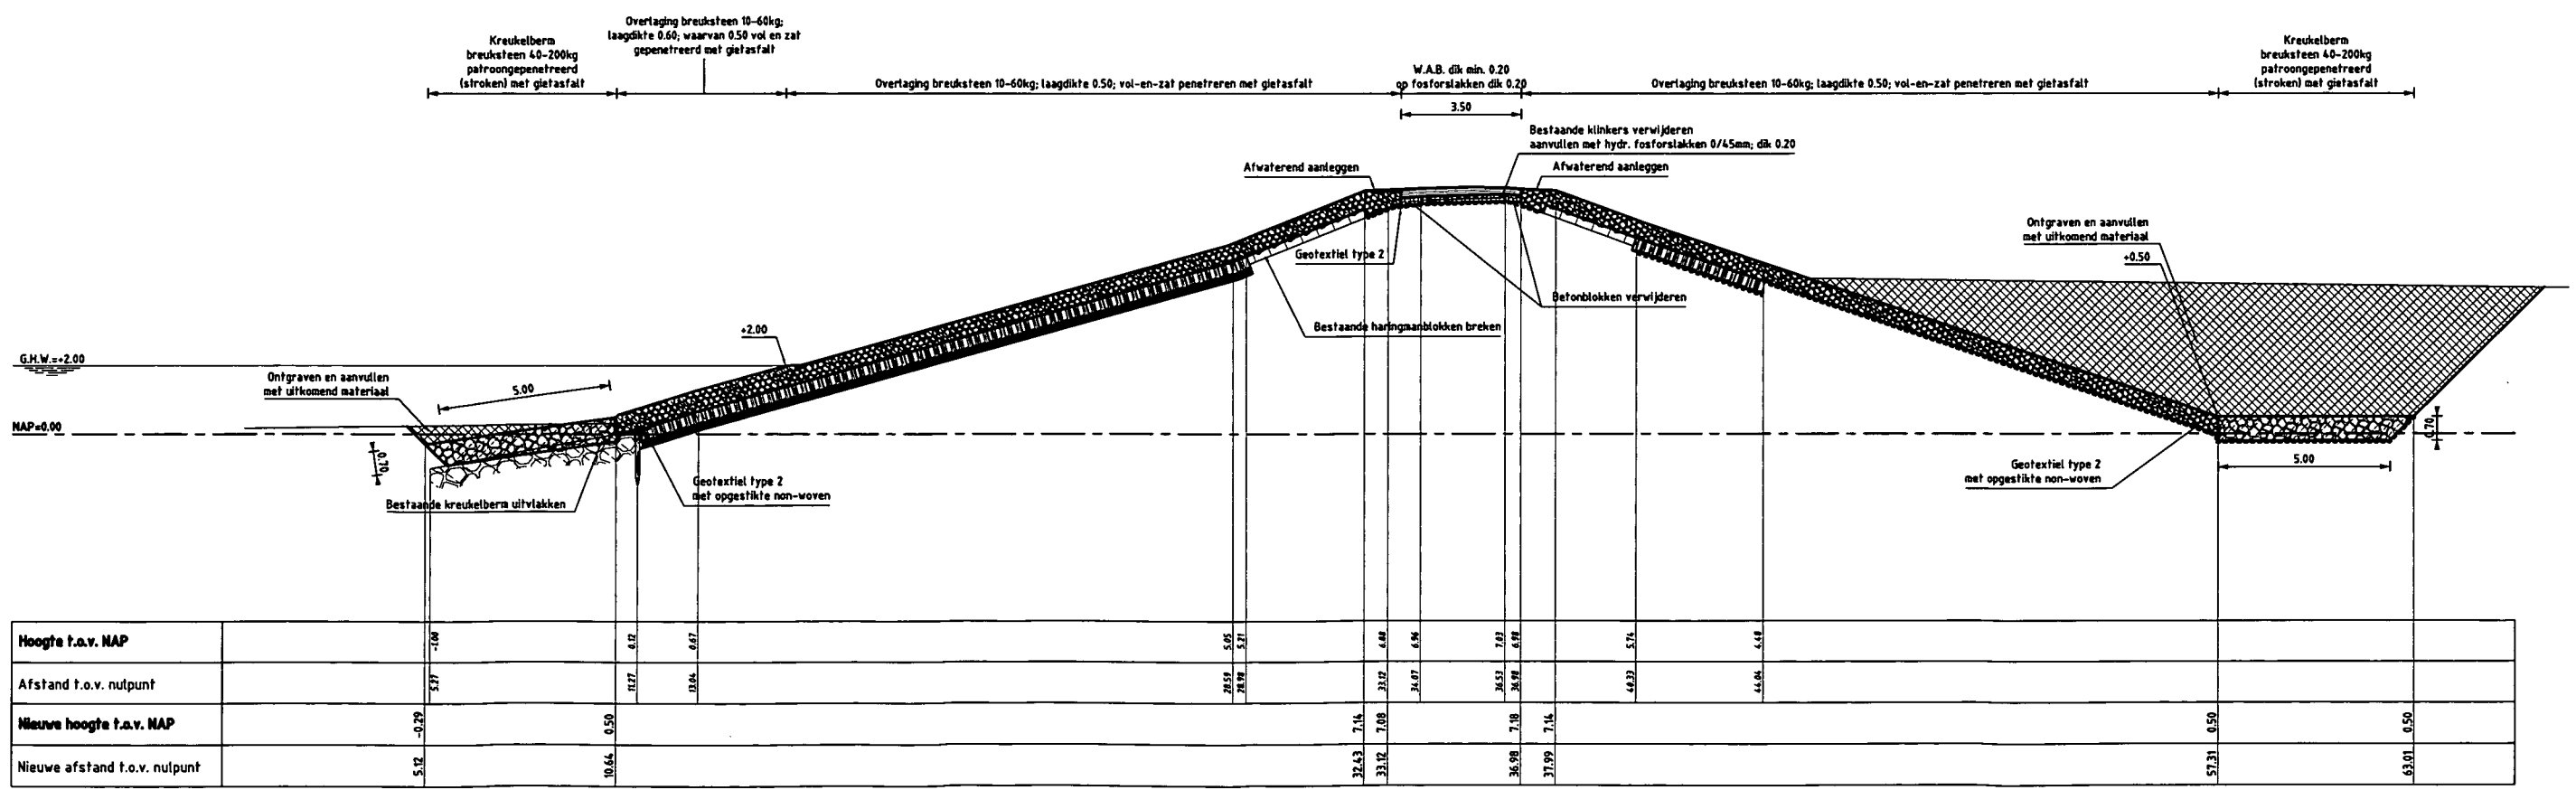 Kreukelberm
breuksteen 40-200kg
patroongepenetreerd
(stroken) met gietasfalt
Overlaging breuksteen 10-60kg;
laagdikte 0.60; waarvan 0.50 vol en zat
gepenetreerd met gietasfalt
Overlaging breuksteen 10-60kg; laagdikte 0.50; vol-en-zat penetreren met gietasfalt
W.A.B. dik min. 0.20
op fosforslakken dik 0.20
3.50
Overlaging breuksteen 10-60kg; laagdikte 0.50; vol-en-zat penetreren met gietasfalt
Kreukelberm
breuksteen 40-200kg
patroongepenetreerd
(stroken) met gietasfalt
Bestaande klinkers verwijderen
aanvullen met hydr. fosforslakken 0/45mm; dik 0.20
Afwaterend aanleggen
Afwaterend aanleggen
Geotextiel type 2
Betonblokken verwijderen
Bestaande haringmanblokken breken
Ontgraven en aanvullen
met uitkomend materiaal
+0.50
+2.00
G.H.W.=+2.00
Ontgraven en aanvullen
met uitkomend materiaal
5.00
NAP=0.00
0.70
Bestaande kreukelberm uitvlakken
Geotextiel type 2
met opgestikte non-woven
Geotextiel type 2
met opgestikte non-woven
5.00
0.70
Hoogte t.o.v. NAP -1.00 0.12 0.67 5.05 5.21 6.88 6.96 7.03 6.98 5.74 4.48
Afstand t.o.v. nulpunt 5.27 11.27 13.04 28.59 28.98 33.12 34.07 36.53 36.98 40.33 44.04
Nieuwe hoogte t.o.v. NAP -0.29 0.50 7.14 7.08 7.18 7.14 0.50 0.50
Nieuwe afstand t.o.v. nulpunt 5.12 10.64 32.43 33.12 36.98 37.99 57.31 63.01